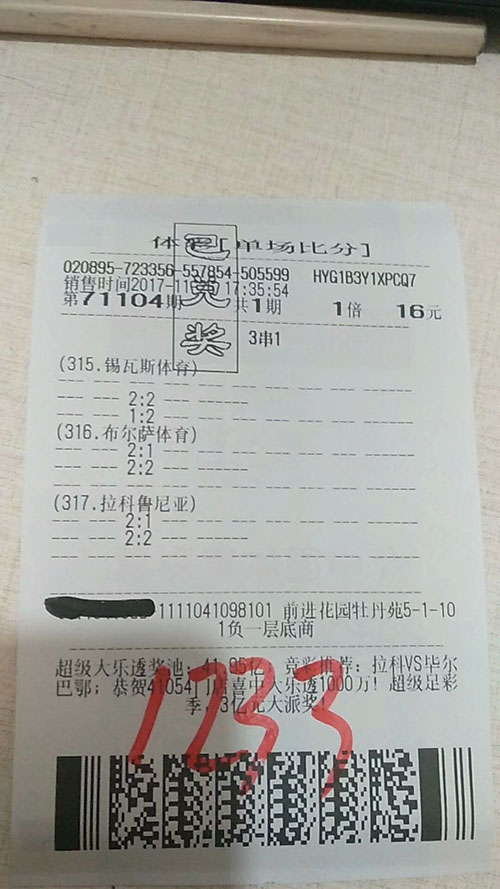 体彩[单场比分]
已兑奖
020895-723356-557854-505599 HYG1B3Y1XPCQ7
销售时间2017-11 17:35:54
第71104期 共1期 1倍 16元
3串1
(315.锡瓦斯体育)
--- --- --- --- --- --- --- ---
--- --- 2:2 --- ------
--- --- 1:2 --- --- --- --- ---
(316.布尔萨体育)
--- --- 2:1 --- --- --- --- ---
--- --- 2:2 --- ------
--- --- --- --- --- --- --- ---
(317.拉科鲁尼亚)
--- --- 2:1 --- --- --- --- ---
--- --- 2:2 --- ------
--- --- --- --- --- --- --- ---
1111041098101 前进花园牡丹苑5-1-10
1负一层底商
超级大乐透奖池：41.05亿，竞彩推荐：拉科VS毕尔
巴鄂；恭贺41054门店喜中大乐透1000万！超级足彩
季，3亿元大派奖！
1233